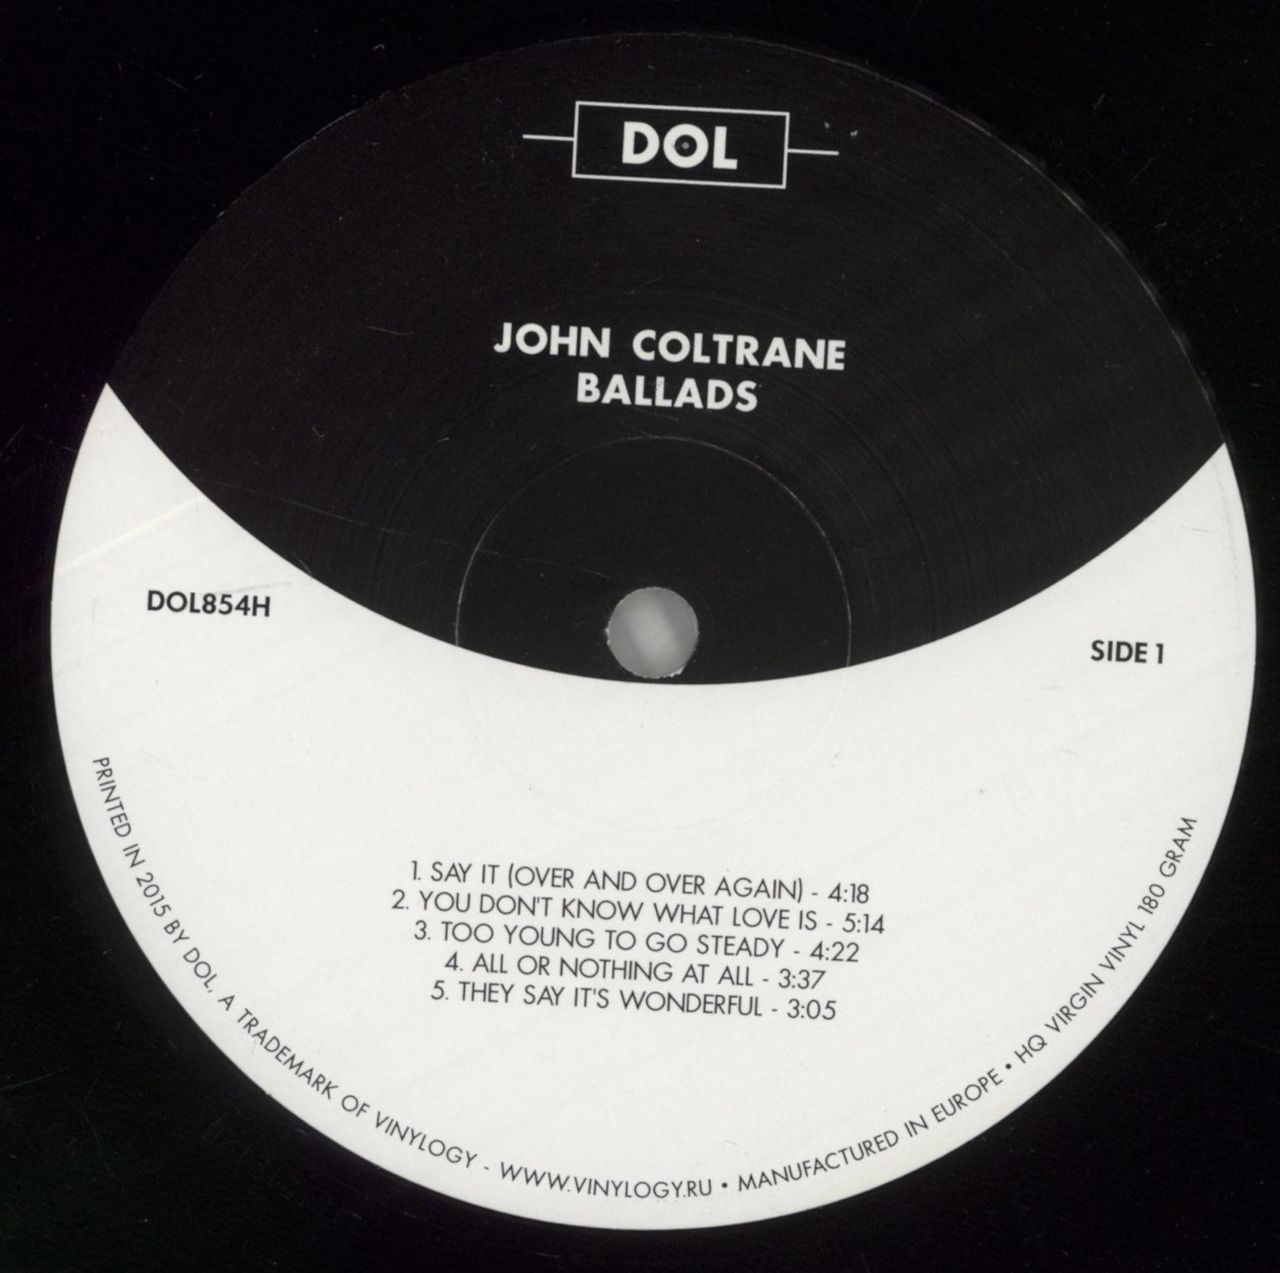 DOL
JOHN COLTRANE
BALLADS
DOL854H
SIDE 1
1. SAY IT (OVER AND OVER AGAIN) - 4:18
2. YOU DON'T KNOW WHAT LOVE IS - 5:14
3. TOO YOUNG TO GO STEADY - 4:22
4. ALL OR NOTHING AT ALL - 3:37
5. THEY SAY IT'S WONDERFUL - 3:05
PRINTED IN 2015 BY DOL, A TRADEMARK OF VINYLOGY - WWW.VINYLOGY.RU • MANUFACTURED IN EUROPE • HQ VIRGIN VINYL 180 GRAM